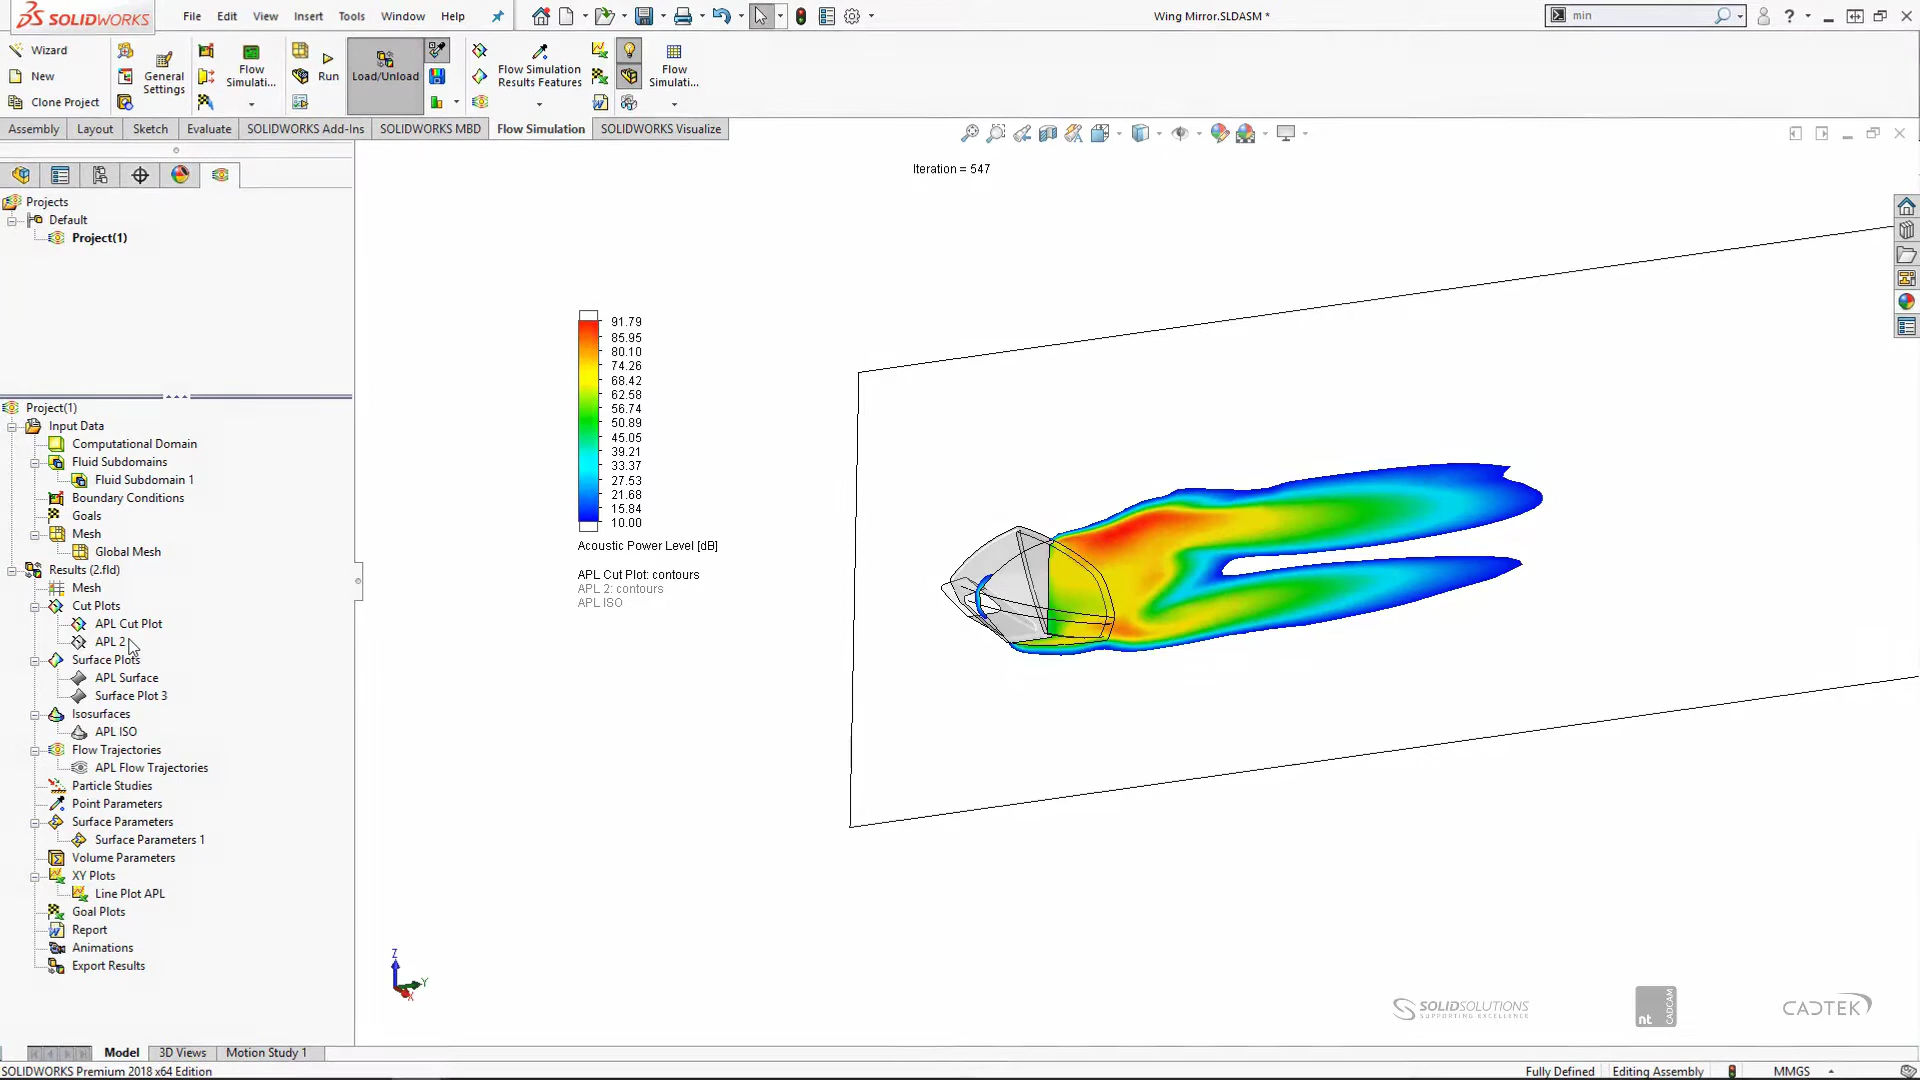 SOLIDWORKS
File Edit View Insert Tools Window Help
Wing Mirror.SLDASM *
min
Wizard
New
Clone Project
General Settings
Flow Simulati...
Run
Load/Unload
Flow Simulation Results Features
Flow Simulati...
Assembly Layout Sketch Evaluate SOLIDWORKS Add-Ins SOLIDWORKS MBD Flow Simulation SOLIDWORKS Visualize
Iteration = 547
Projects
Default
Project(1)
Project(1)
Input Data
Computational Domain
Fluid Subdomains
Fluid Subdomain 1
Boundary Conditions
Goals
Mesh
Global Mesh
Results (2.fld)
Mesh
Cut Plots
APL Cut Plot
APL 2
Surface Plots
APL Surface
Surface Plot 3
Isosurfaces
APL ISO
Flow Trajectories
APL Flow Trajectories
Particle Studies
Point Parameters
Surface Parameters
Surface Parameters 1
Volume Parameters
XY Plots
Line Plot APL
Goal Plots
Report
Animations
Export Results
91.79
85.95
80.10
74.26
68.42
62.58
56.74
50.89
45.05
39.21
33.37
27.53
21.68
15.84
10.00
Acoustic Power Level [dB]
APL Cut Plot: contours
APL 2: contours
APL ISO
Z
Y
X
SOLIDSOLUTIONS
SUPPORTING EXCELLENCE
nt CADCAM
CADTEK
Model 3D Views Motion Study 1
SOLIDWORKS Premium 2018 x64 Edition
Fully Defined Editing Assembly MMGS